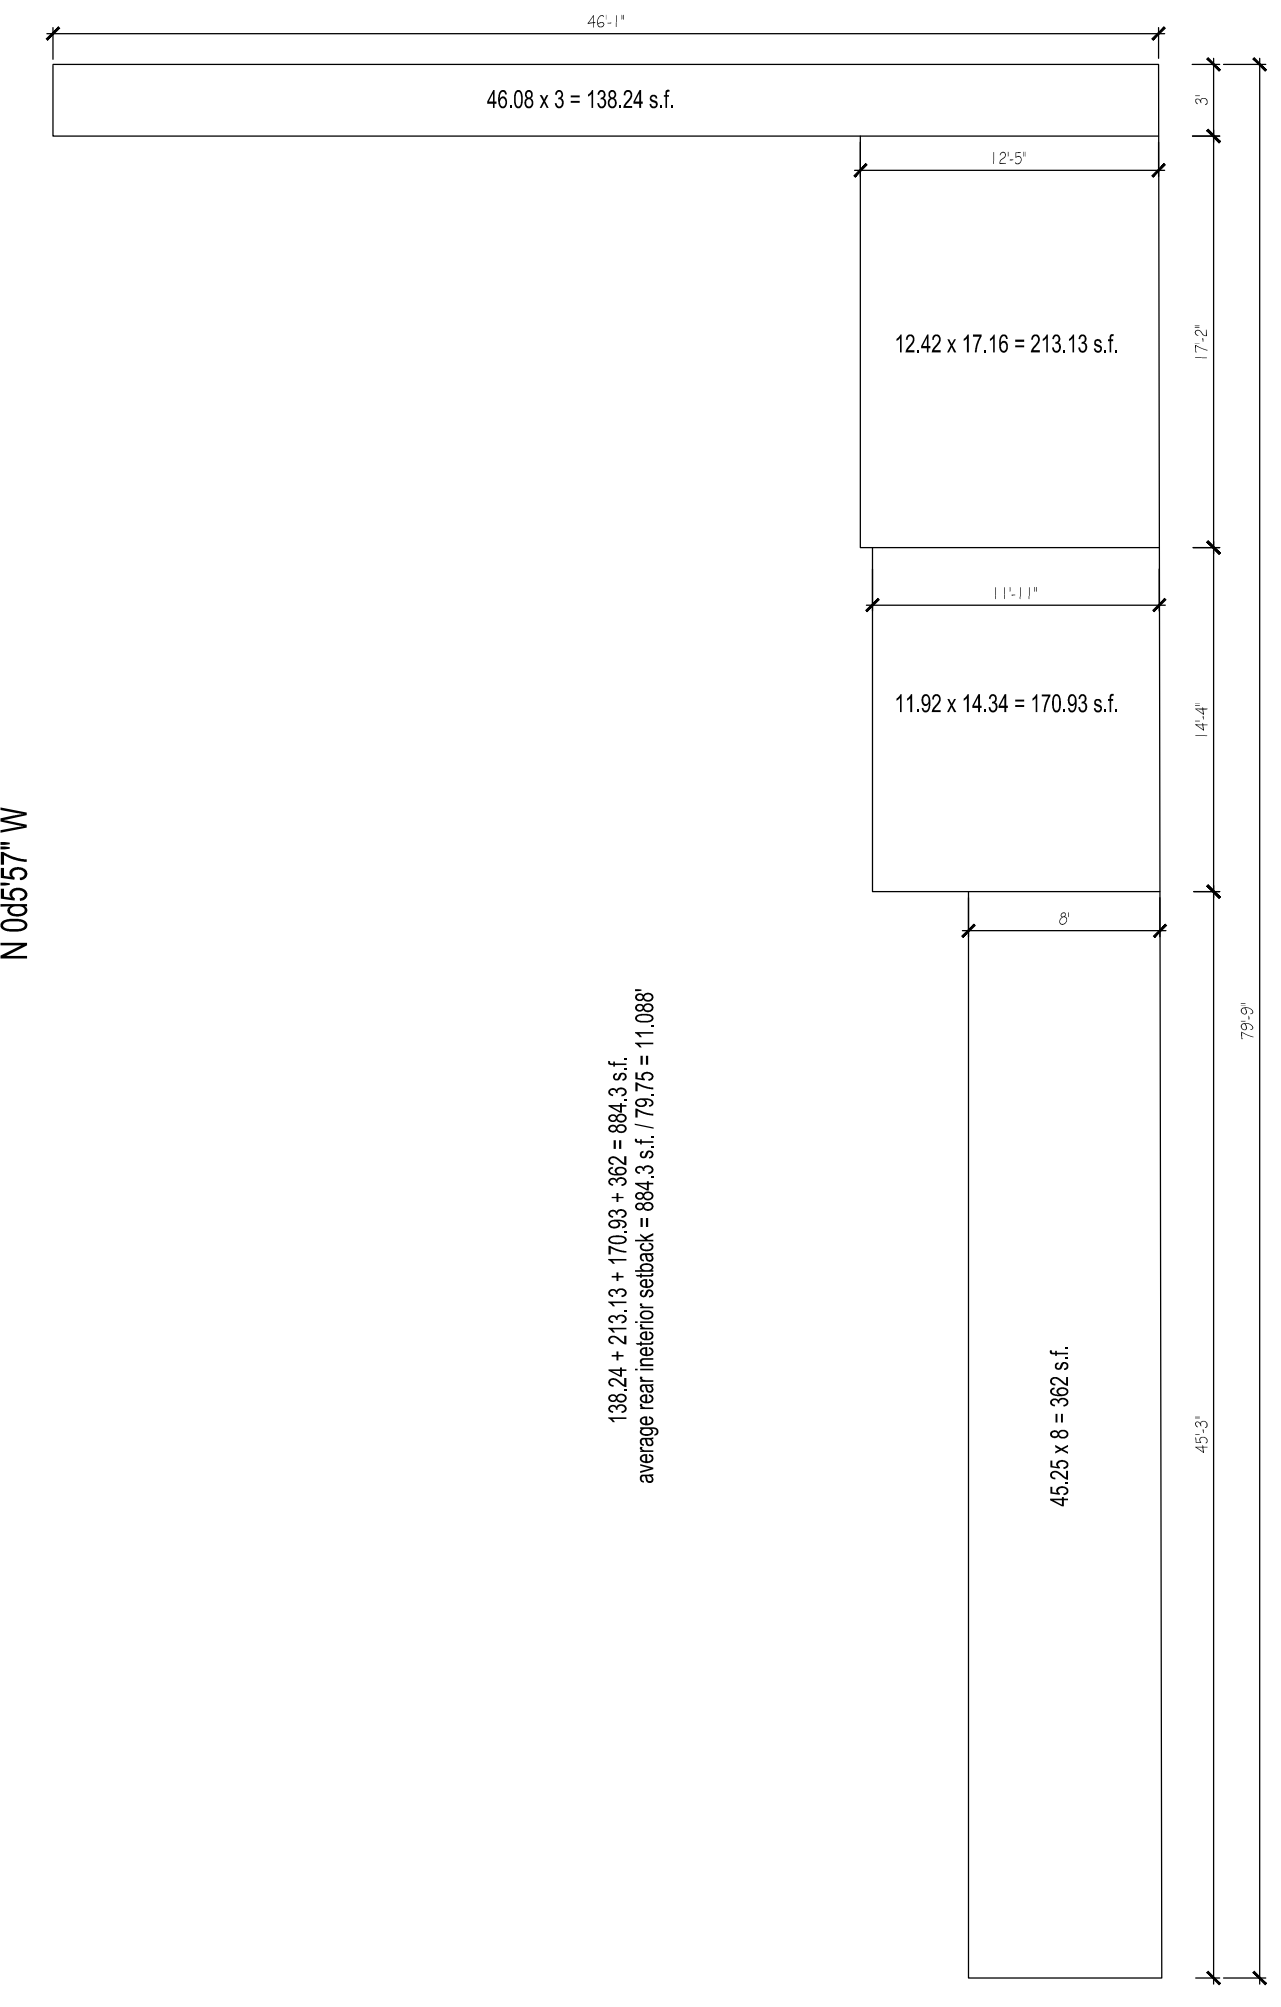 46'-1"
46.08 x 3 = 138.24 s.f.
3'
12'-5"
12.42 x 17.16 = 213.13 s.f.
17'-2"
11'-11"
11.92 x 14.34 = 170.93 s.f.
14'-4"
N 0d5'57" W
8'
79'-9"
138.24 + 213.13 + 170.93 + 362 = 884.3 s.f.
average rear ineterior setback = 884.3 s.f. / 79.75 = 11.088'
45.25 x 8 = 362 s.f.
45'-3"